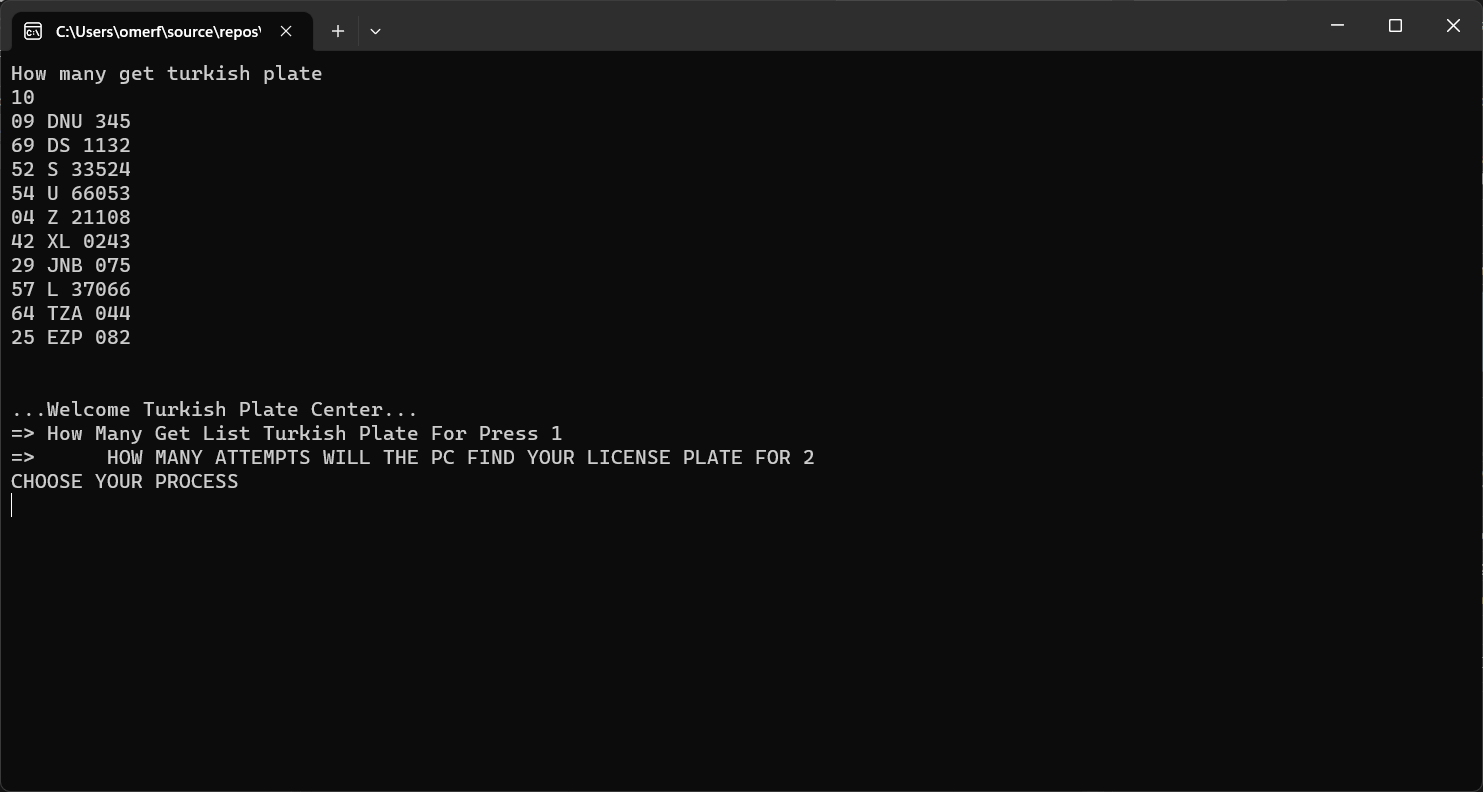 C:\Users\omerf\source\repos\
How many get turkish plate
10
09 DNU 345
69 DS 1132
52 S 33524
54 U 66053
04 Z 21108
42 XL 0243
29 JNB 075
57 L 37066
64 TZA 044
25 EZP 082
...Welcome Turkish Plate Center...
=> How Many Get List Turkish Plate For Press 1
=>      HOW MANY ATTEMPTS WILL THE PC FIND YOUR LICENSE PLATE FOR 2
CHOOSE YOUR PROCESS